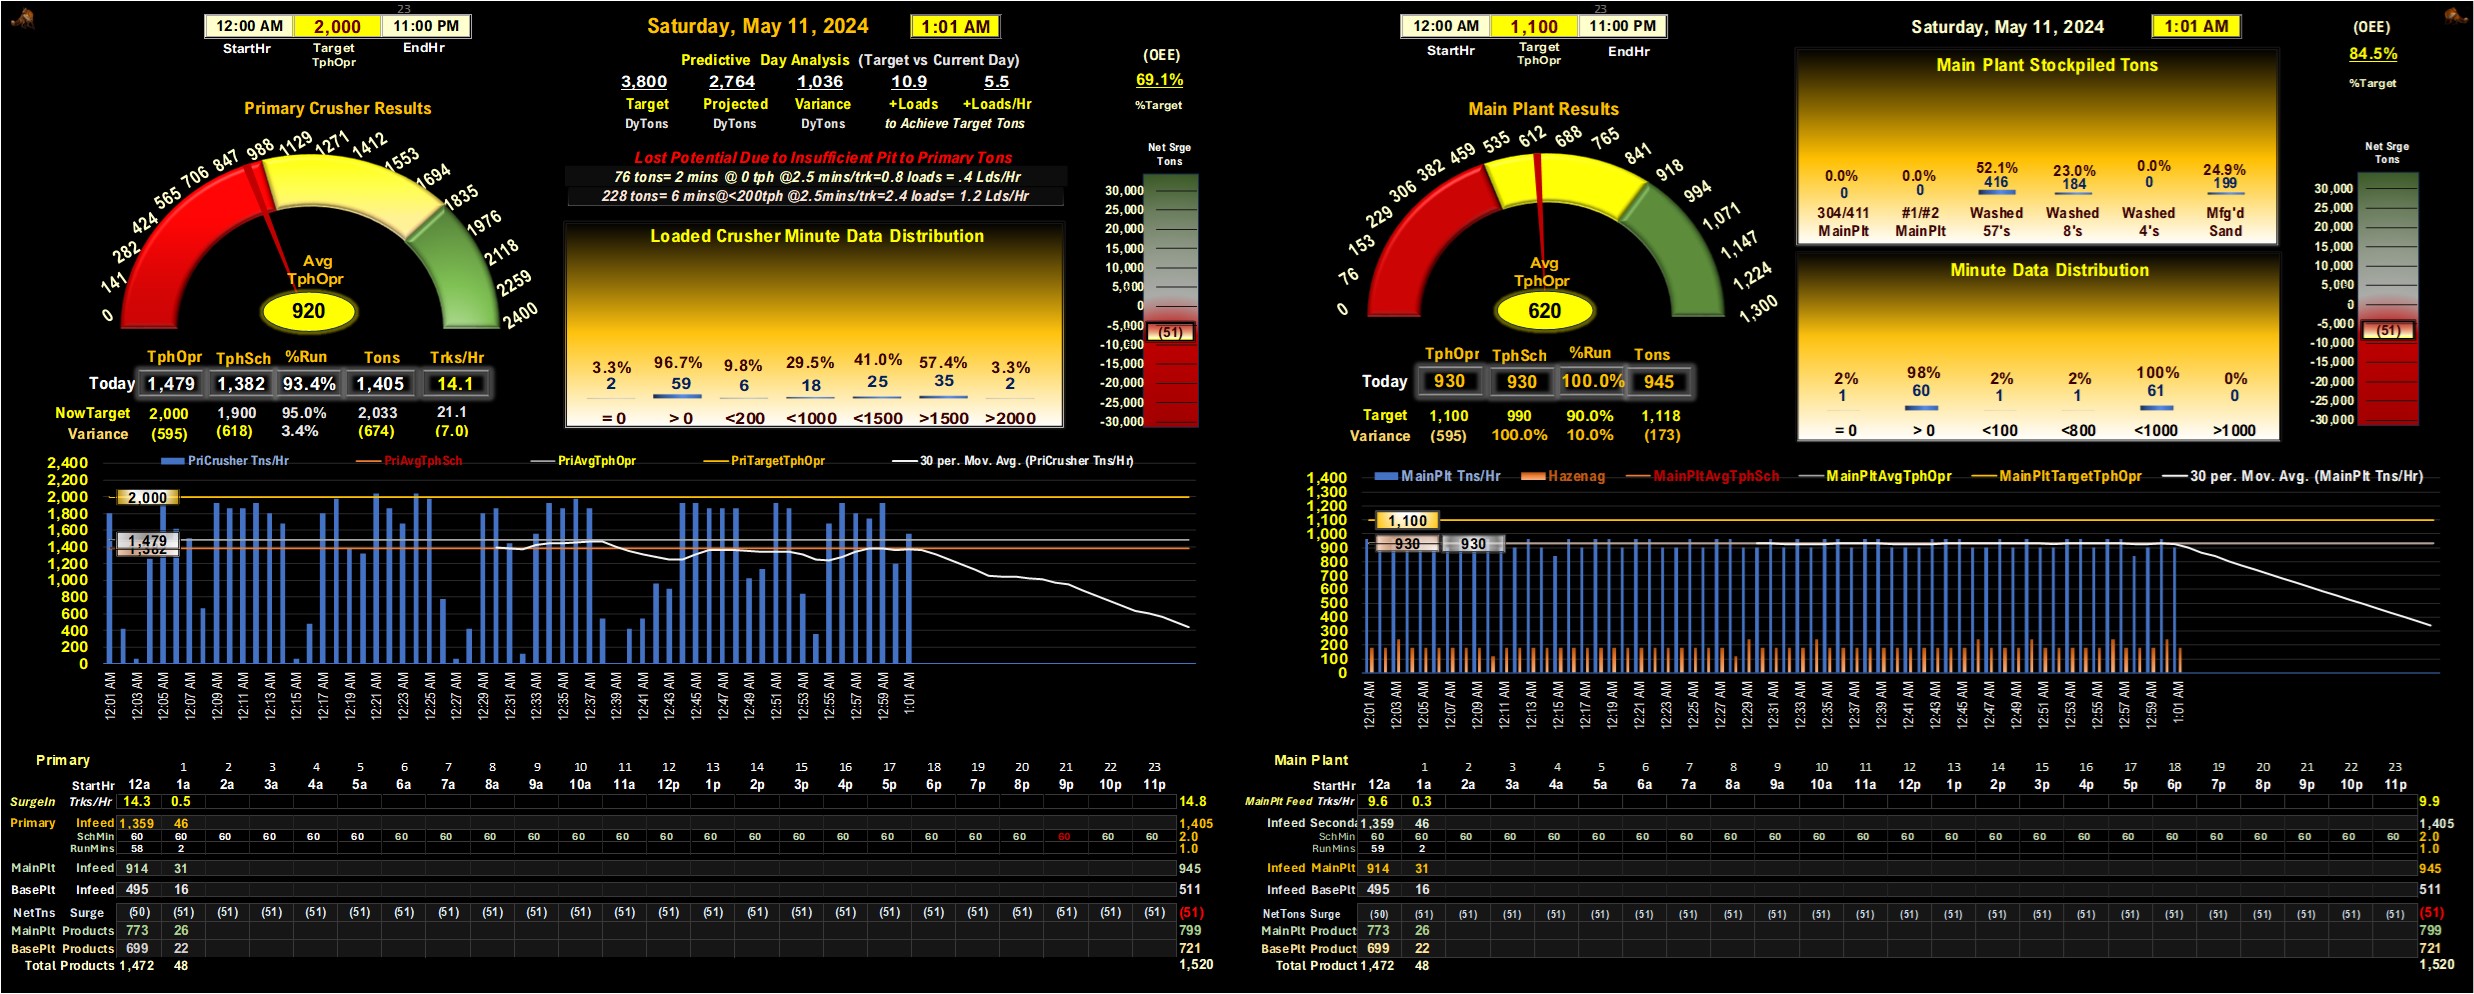 23
12:00 AM 2,000 11:00 PM
StartHr Target TphOpr EndHr
Saturday, May 11, 2024 1:01 AM
Predictive Day Analysis (Target vs Current Day)
3,800 2,764 1,036 10.9 5.5
Target Projected Variance +Loads +Loads/Hr
DyTons DyTons DyTons to Achieve Target Tons
(OEE)
69.1%
%Target
Primary Crusher Results
0 141 282 424 565 706 847 988 1129 1271 1412 1553 1694 1835 1976 2118 2259 2400
Avg
TphOpr
920
Lost Potential Due to Insufficient Pit to Primary Tons
76 tons= 2 mins @ 0 tph @2.5 mins/trk=0.8 loads = .4 Lds/Hr
228 tons= 6 mins@<200tph @2.5mins/trk=2.4 loads= 1.2 Lds/Hr
Loaded Crusher Minute Data Distribution
3.3% 96.7% 9.8% 29.5% 41.0% 57.4% 3.3%
2 59 6 18 25 35 2
= 0 > 0 <200 <1000 <1500 >1500 >2000
Net Srge
Tons
30,000
25,000
20,000
15,000
10,000
5,000
0
-5,000
(51)
-10,000
-15,000
-20,000
-25,000
-30,000
TphOpr TphSch %Run Tons Trks/Hr
Today 1,479 1,382 93.4% 1,405 14.1
NowTarget 2,000 1,900 95.0% 2,033 21.1
Variance (595) (618) 3.4% (674) (7.0)
PriCrusher Tns/Hr PriAvgTphSch PriAvgTphOpr PriTargetTphOpr 30 per. Mov. Avg. (PriCrusher Tns/Hr)
2,400
2,200
2,000
1,800
1,600
1,400
1,200
1,000
800
600
400
200
0
2,000
1,479
1,382
12:01 AM 12:03 AM 12:05 AM 12:07 AM 12:09 AM 12:11 AM 12:13 AM 12:15 AM 12:17 AM 12:19 AM 12:21 AM 12:23 AM 12:25 AM 12:27 AM 12:29 AM 12:31 AM 12:33 AM 12:35 AM 12:37 AM 12:39 AM 12:41 AM 12:43 AM 12:45 AM 12:47 AM 12:49 AM 12:51 AM 12:53 AM 12:55 AM 12:57 AM 12:59 AM 1:01 AM
Primary
1 2 3 4 5 6 7 8 9 10 11 12 13 14 15 16 17 18 19 20 21 22 23
StartHr 12a 1a 2a 3a 4a 5a 6a 7a 8a 9a 10a 11a 12p 1p 2p 3p 4p 5p 6p 7p 8p 9p 10p 11p
SurgeIn Trks/Hr 14.3 0.5 14.8
Primary Infeed 1,359 46 1,405
SchMin 60 60 60 60 60 60 60 60 60 60 60 60 60 60 60 60 60 60 60 60 60 60 60 60 2.0
RunMins 58 2 1.0
MainPlt Infeed 914 31 945
BasePlt Infeed 495 16 511
NetTns Surge (50) (51) (51) (51) (51) (51) (51) (51) (51) (51) (51) (51) (51) (51) (51) (51) (51) (51) (51) (51) (51) (51) (51) (51) (51)
MainPlt Products 773 26 799
BasePlt Products 699 22 721
Total Products 1,472 48 1,520
23
12:00 AM 1,100 11:00 PM
StartHr Target TphOpr EndHr
Saturday, May 11, 2024 1:01 AM
(OEE)
84.5%
%Target
Main Plant Results
0 76 153 229 306 382 459 535 612 688 765 841 918 994 1,071 1,147 1,224 1,300
Avg
TphOpr
620
Main Plant Stockpiled Tons
0.0% 0.0% 52.1% 23.0% 0.0% 24.9%
0 0 416 184 0 199
304/411 #1/#2 Washed Washed Washed Mfg'd
MainPlt MainPlt 57's 8's 4's Sand
Minute Data Distribution
2% 98% 2% 2% 100% 0%
1 60 1 1 61 0
= 0 > 0 <100 <800 <1000 >1000
Net Srge
Tons
30,000
25,000
20,000
15,000
10,000
5,000
0
-5,000
(51)
-10,000
-15,000
-20,000
-25,000
-30,000
TphOpr TphSch %Run Tons
Today 930 930 100.0% 945
Target 1,100 990 90.0% 1,118
Variance (595) 100.0% 10.0% (173)
MainPlt Tns/Hr Hazenag MainPltAvgTphSch MainPltAvgTphOpr MainPltTargetTphOpr 30 per. Mov. Avg. (MainPlt Tns/Hr)
1,400
1,300
1,200
1,100
1,000
900
800
700
600
500
400
300
200
100
0
1,100
930 930
12:01 AM 12:03 AM 12:05 AM 12:07 AM 12:09 AM 12:11 AM 12:13 AM 12:15 AM 12:17 AM 12:19 AM 12:21 AM 12:23 AM 12:25 AM 12:27 AM 12:29 AM 12:31 AM 12:33 AM 12:35 AM 12:37 AM 12:39 AM 12:41 AM 12:43 AM 12:45 AM 12:47 AM 12:49 AM 12:51 AM 12:53 AM 12:55 AM 12:57 AM 12:59 AM 1:01 AM
Main Plant
1 2 3 4 5 6 7 8 9 10 11 12 13 14 15 16 17 18 19 20 21 22 23
StartHr 12a 1a 2a 3a 4a 5a 6a 7a 8a 9a 10a 11a 12p 1p 2p 3p 4p 5p 6p 7p 8p 9p 10p 11p
MainPlt Feed Trks/Hr 9.6 0.3 9.9
Infeed Seconda 1,359 46 1,405
SchMin 60 60 60 60 60 60 60 60 60 60 60 60 60 60 60 60 60 60 60 60 60 60 60 60 2.0
RunMins 59 2 1.0
Infeed MainPlt 914 31 945
Infeed BasePlt 495 16 511
NetTons Surge (50) (51) (51) (51) (51) (51) (51) (51) (51) (51) (51) (51) (51) (51) (51) (51) (51) (51) (51) (51) (51) (51) (51) (51) (51)
MainPlt Product 773 26 799
BasePlt Product 699 22 721
Total Product 1,472 48 1,520